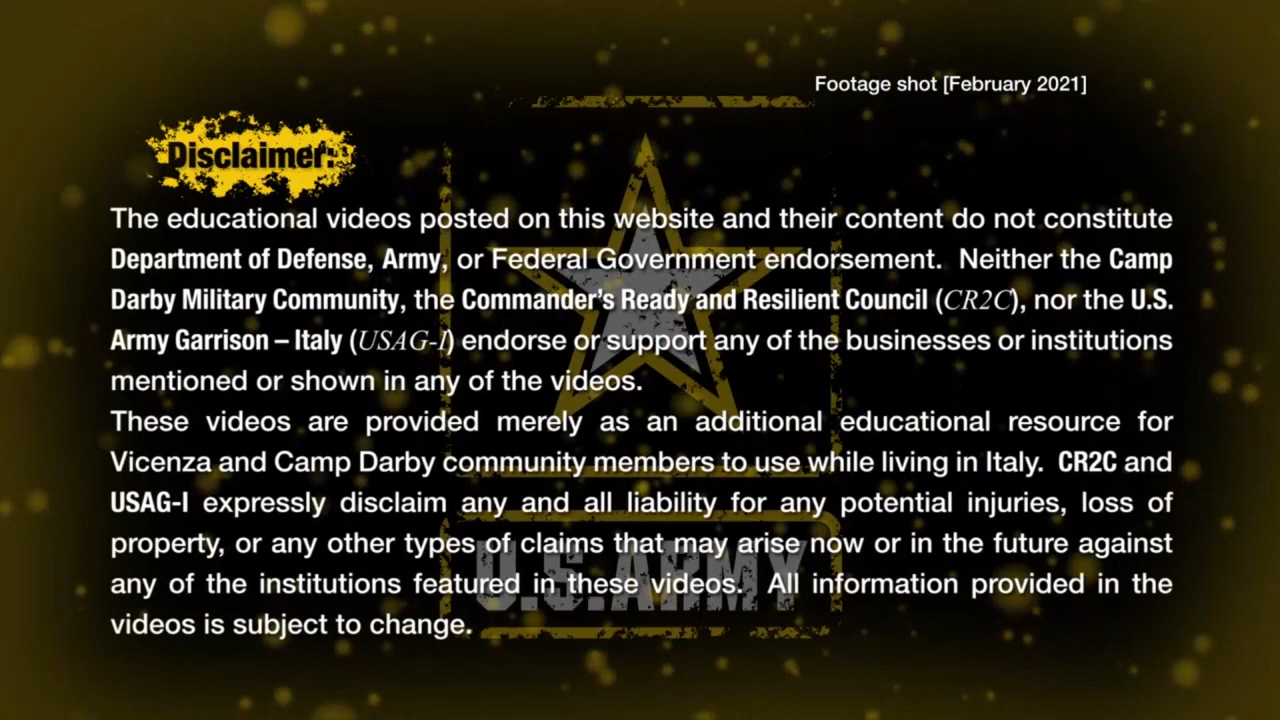 Footage shot [February 2021]
Disclaimer:
The educational videos posted on this website and their content do not constitute
Department of Defense, Army, or Federal Government endorsement. Neither the Camp
Darby Military Community, the Commander's Ready and Resilient Council (CR2C), nor the U.S.
Army Garrison – Italy (USAG-I) endorse or support any of the businesses or institutions
mentioned or shown in any of the videos.
These videos are provided merely as an additional educational resource for
Vicenza and Camp Darby community members to use while living in Italy. CR2C and
USAG-I expressly disclaim any and all liability for any potential injuries, loss of
property, or any other types of claims that may arise now or in the future against
any of the institutions featured in these videos. All information provided in the
videos is subject to change.
U.S.ARMY